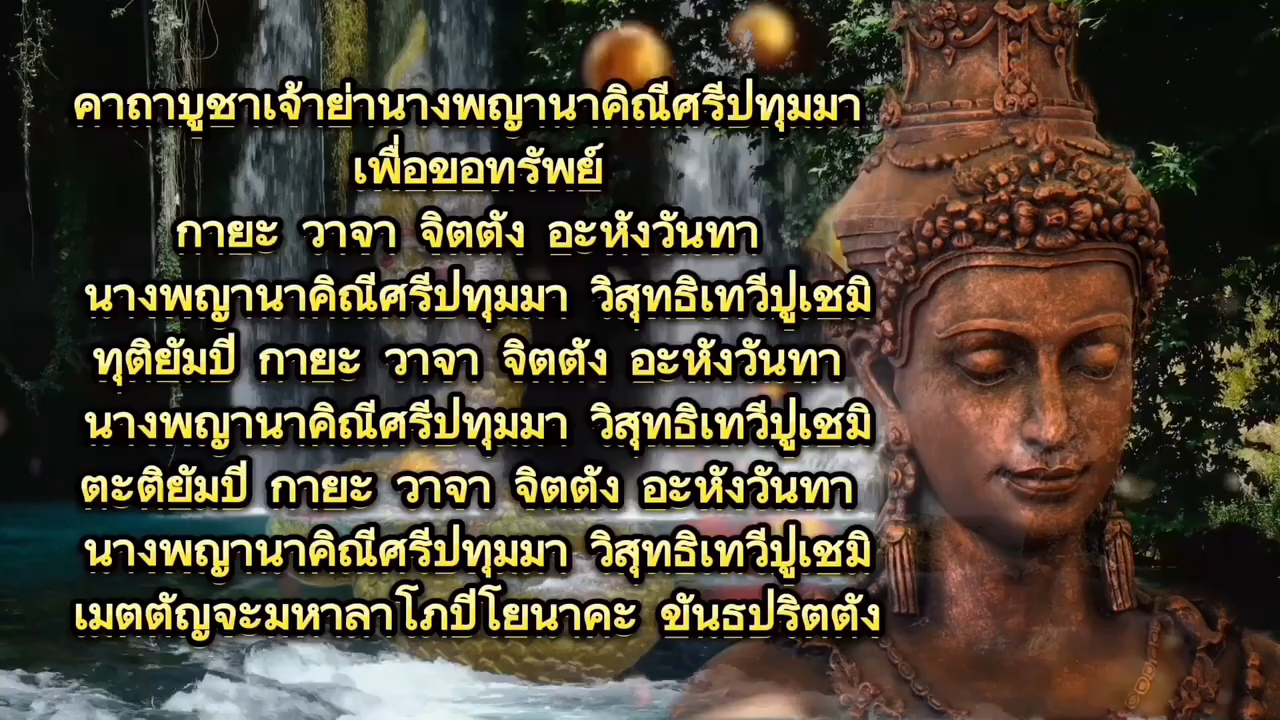 คาถาบูชาเจ้าย่านางพญานาคิณีศรีปทุมมา
เพื่อขอทรัพย์
กายะ วาจา จิตตัง อะหังวันทา
นางพญานาคิณีศรีปทุมมา วิสุทธิเทวีปูเชมิ
ทุติยัมปี กายะ วาจา จิตตัง อะหังวันทา
นางพญานาคิณีศรีปทุมมา วิสุทธิเทวีปูเชมิ
ตะติยัมปี กายะ วาจา จิตตัง อะหังวันทา
นางพญานาคิณีศรีปทุมมา วิสุทธิเทวีปูเชมิ
เมตตัญจะมหาลาโภปีโยนาคะ ขันธปริตตัง